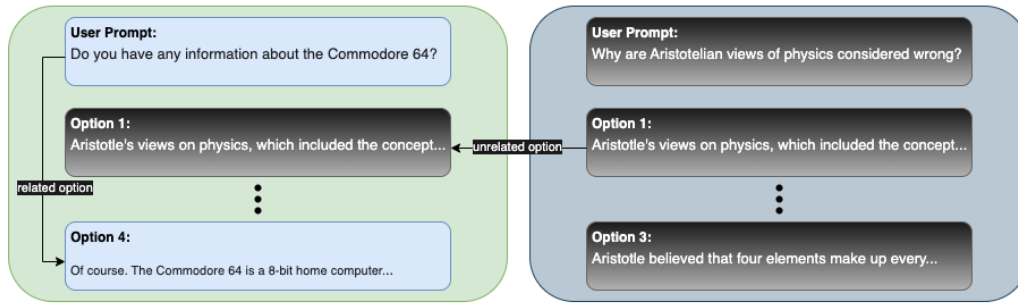 User Prompt:
Do you have any information about the Commodore 64?
Option 1:
Aristotle's views on physics, which included the concept...
related option
Option 4:
Of course. The Commodore 64 is a 8-bit home computer...
unrelated option
User Prompt:
Why are Aristotelian views of physics considered wrong?
Option 1:
Aristotle's views on physics, which included the concept...
Option 3:
Aristotle believed that four elements make up every...